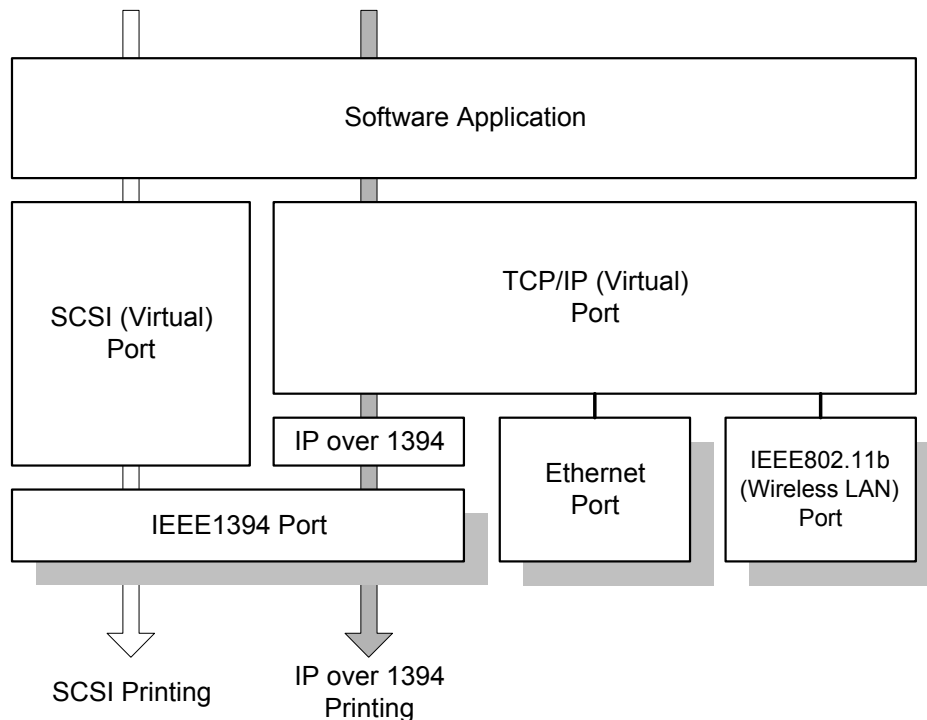 Software Application
SCSI (Virtual)
Port
TCP/IP (Virtual)
Port
IP over 1394
Ethernet
Port
IEEE802.11b
(Wireless LAN)
Port
IEEE1394 Port
SCSI Printing
IP over 1394
Printing